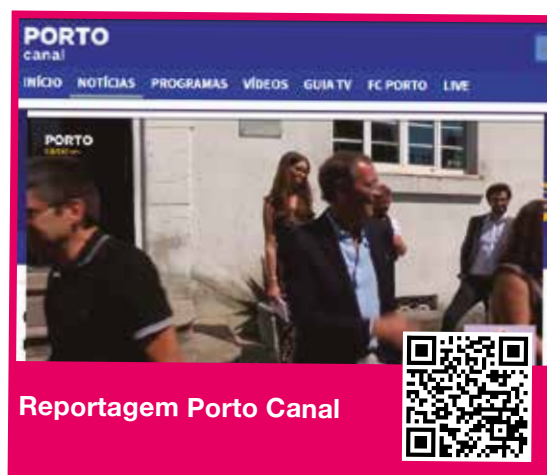 PORTO
canal
INÍCIO NOTÍCIAS PROGRAMAS VÍDEOS GUIA TV FC PORTO LIVE
PORTO
Reportagem Porto Canal